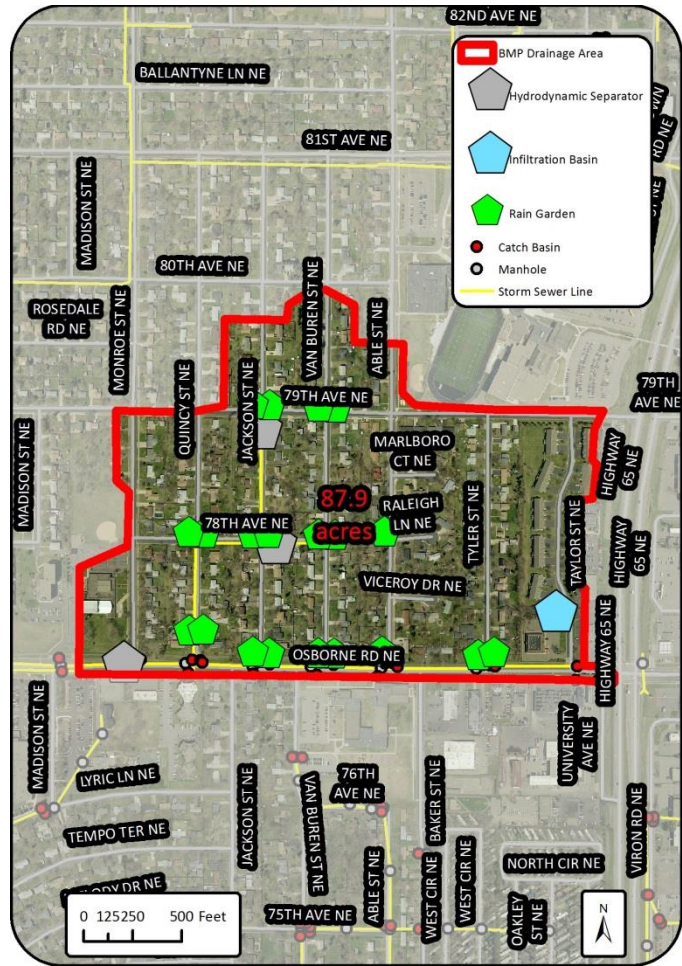 82ND AVE NE
BALLANTYNE LN NE
81ST AVE NE
MADISON ST NE
80TH AVE NE
ROSEDALE
RD NE
MONROE ST NE
VAN BUREN ST NE
ABLE ST NE
BMP Drainage Area
Hydrodynamic Separator
Infiltration Basin
Rain Garden
Catch Basin
Manhole
Storm Sewer Line
RD NE
QUINCY ST NE
JACKSON ST NE
79TH AVE NE
79TH
AVE NE
MADISON ST NE
MARLBORO
CT NE
HIGHWAY
65 NE
87.9
acres
78TH AVE NE
RALEIGH
LN NE
TYLER ST NE
TAYLOR ST NE
HIGHWAY
65 NE
VICEROY DR NE
OSBORNE RD NE
HIGHWAY 65 NE
MADISON ST NE
LYRIC LN NE
TEMPO TER NE
JACKSON ST NE
VAN BUREN ST NE
76TH
AVE NE
ABLE ST NE
BAKER ST NE
UNIVERSITY
AVE NE
VIRON RD NE
NORTH CIR NE
WEST CIR NE
WEST CIR NE
OAKLEY
ST NE
DR NE
75TH AVE NE
0 125 250 500 Feet
N